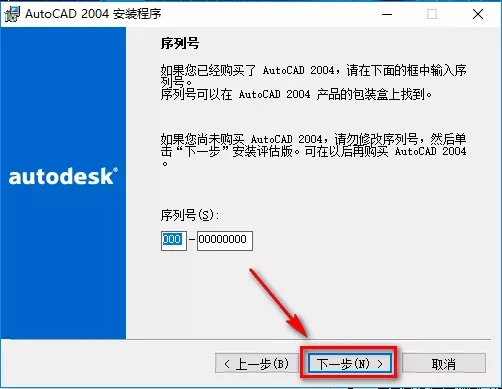 AutoCAD 2004 安装程序
序列号
如果您已经购买了 AutoCAD 2004，请在下面的框中输入序
列号。
序列号可以在 AutoCAD 2004 产品的包装盒上找到。
如果您尚未购买 AutoCAD 2004，请勿修改序列号，然后单
击“下一步”安装评估版。可在以后再购买 AutoCAD 2004
。
autodesk
序列号(S):
000 - 00000000
< 上一步(B) 下一步(N) > 取消